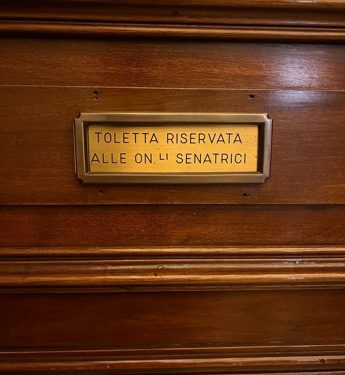 TOLETTA RISERVATA
ALLE ON.LI SENATRICI